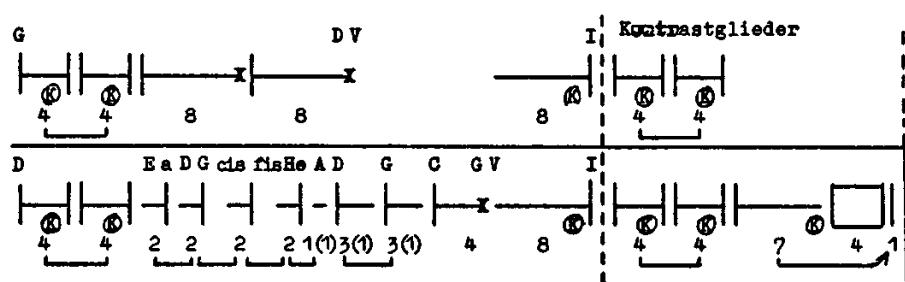 G D V I Kontrastglieder
K K K K K
4 4 8 8 8 4 4
D E a D G cis fis H e A D G C G V I
K K K K K K
4 4 2 2 2 2 2 1(1) 3(1) 3(1) 4 8 4 4 7 4 1